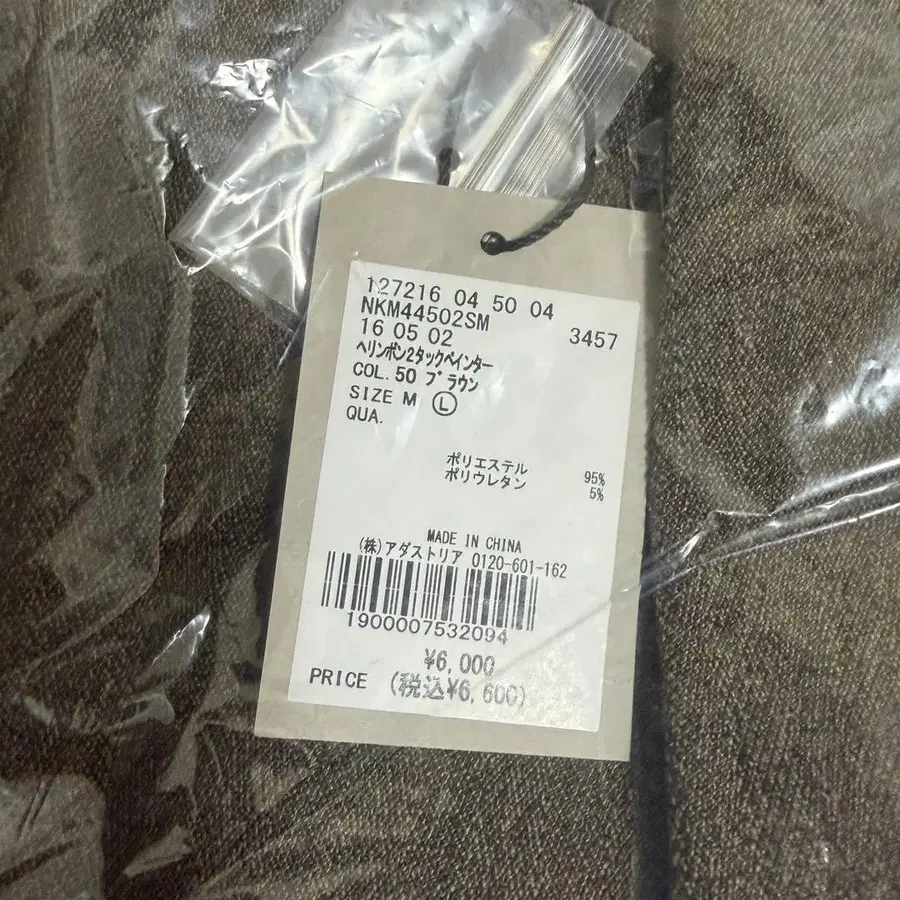 127216 04 50 04
NKM44502SM 3457
16 05 02
ヘリンボン2タックペインター
COL. 50 ブラウン
SIZE M Ⓛ
QUA.
ポリエステル 95%
ポリウレタン 5%
MADE IN CHINA
(株)アダストリア 0120-601-162
1900007532094
¥6,000
PRICE (税込¥6,600)